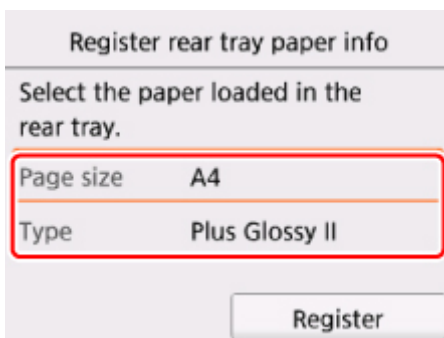 Register rear tray paper info
Select the paper loaded in the
rear tray.
Page size A4
Type Plus Glossy II
Register